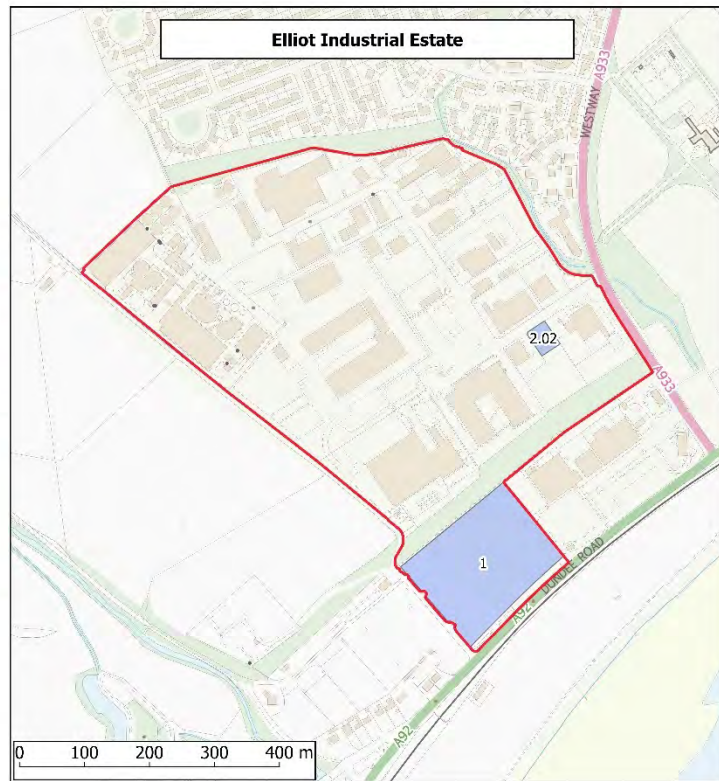 Elliot Industrial Estate
WESTWAY A933
2.02
A933
1
A92 DUNDEE ROAD
A92
0 100 200 300 400 m